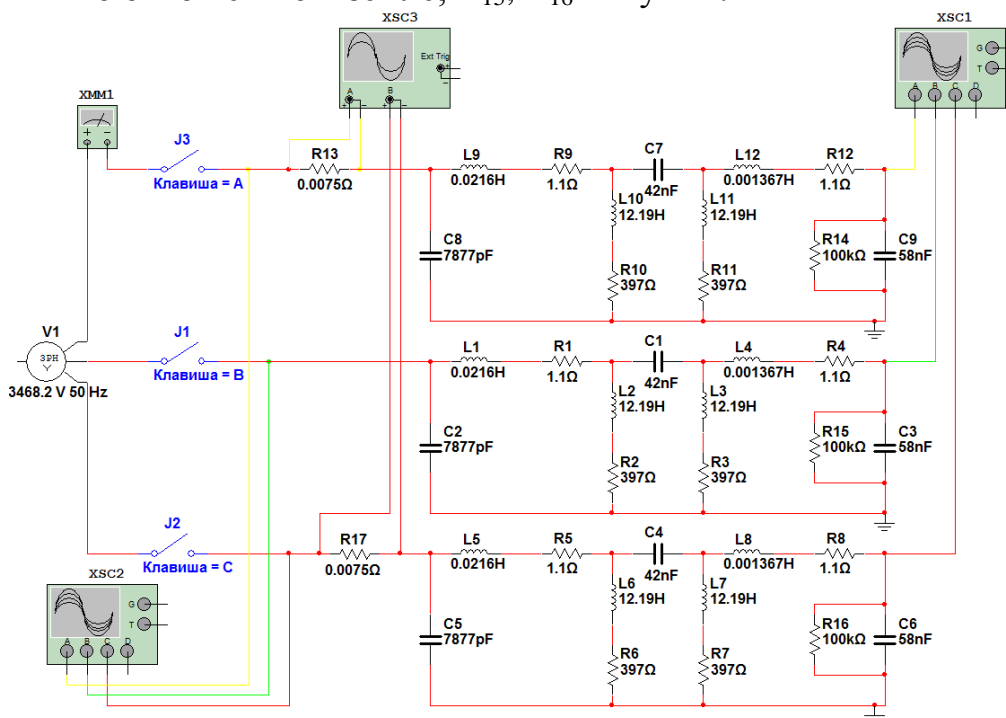 XSC3
XSC1
Ext Trig
A
B
G
T
A B C D
XMM1
J3
Клавиша = A
R13
0.0075Ω
L9
0.0216H
R9
1.1Ω
C7
42nF
L12
0.001367H
R12
1.1Ω
L10
12.19H
L11
12.19H
C8
7877pF
R10
397Ω
R11
397Ω
R14
100kΩ
C9
58nF
V1
3PH
Y
3468.2 V 50 Hz
J1
Клавиша = B
L1
0.0216H
R1
1.1Ω
C1
42nF
L4
0.001367H
R4
1.1Ω
L2
12.19H
L3
12.19H
C2
7877pF
R2
397Ω
R3
397Ω
R15
100kΩ
C3
58nF
J2
Клавиша = C
R17
0.0075Ω
L5
0.0216H
R5
1.1Ω
C4
42nF
L8
0.001367H
R8
1.1Ω
L6
12.19H
L7
12.19H
C5
7877pF
R6
397Ω
R7
397Ω
R16
100kΩ
C6
58nF
XSC2
G
T
A B C D